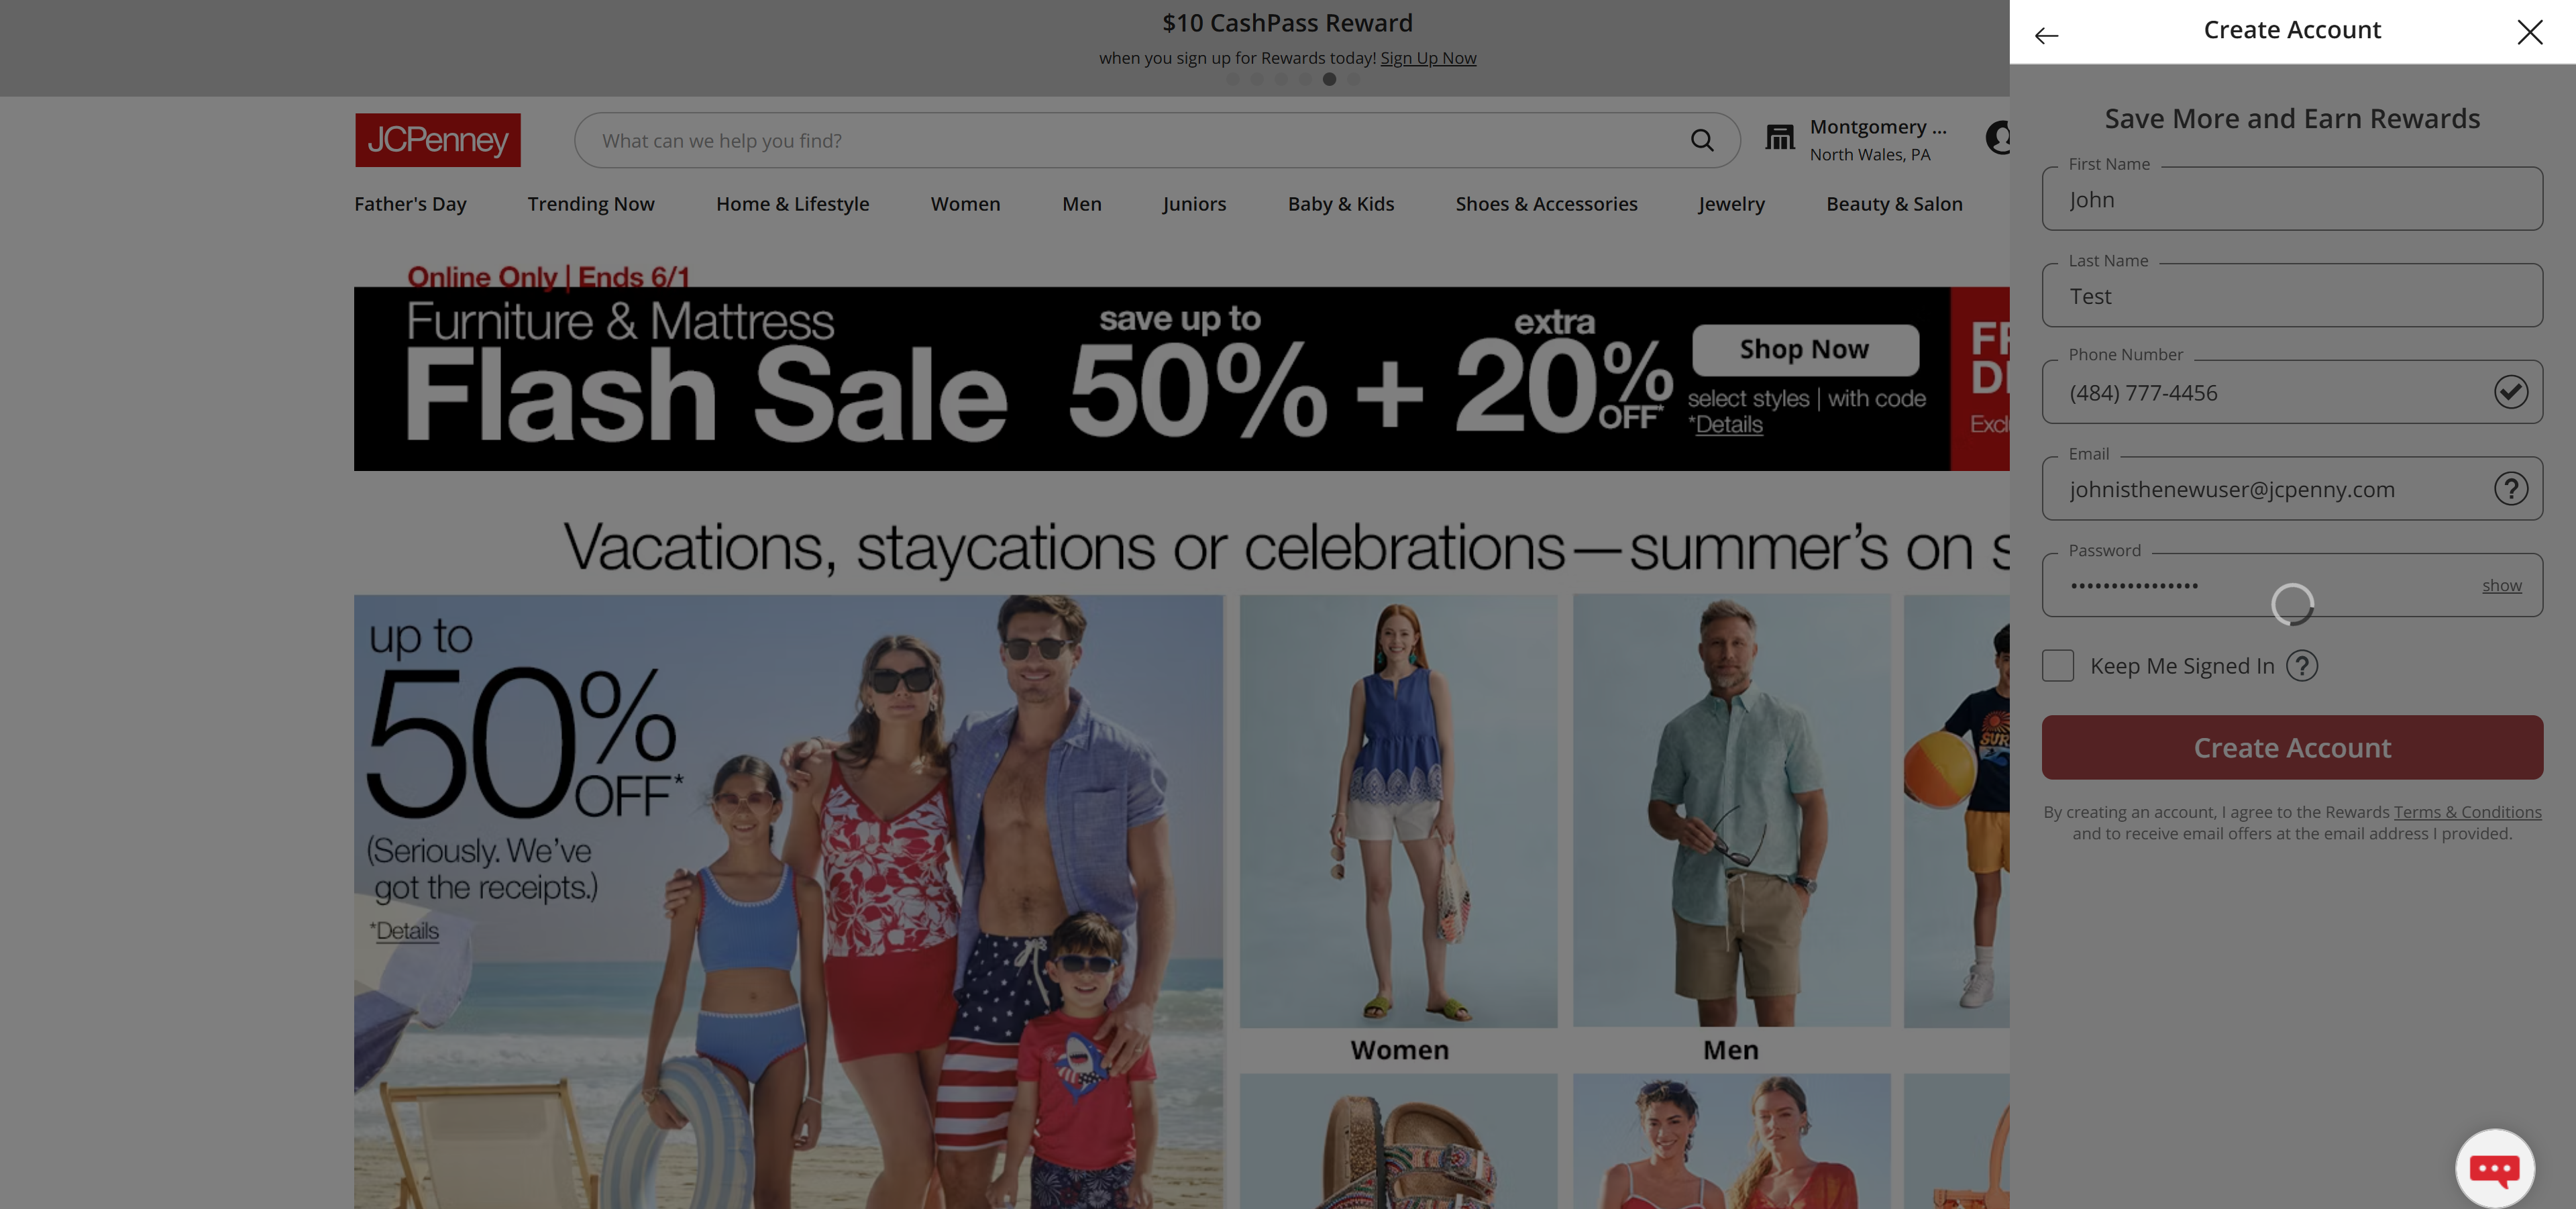 $10 CashPass Reward
when you sign up for Rewards today! Sign Up Now
JCPenney
What can we help you find?
Montgomery ...
North Wales, PA
Father's Day
Trending Now
Home & Lifestyle
Women
Men
Juniors
Baby & Kids
Shoes & Accessories
Jewelry
Beauty & Salon
Online Only | Ends 6/1
Furniture & Mattress
Flash Sale
save up to
50% +
extra
20% OFF*
Shop Now
select styles | with code
*Details
Vacations, staycations or celebrations—summer's on s
up to
50%
OFF*
(Seriously. We've
got the receipts.)
*Details
Women
Men
Create Account
Save More and Earn Rewards
First Name
John
Last Name
Test
Phone Number
(484) 777-4456
Email
johnisthenewuser@jcpenny.com
Password
show
Keep Me Signed In
Create Account
By creating an account, I agree to the Rewards Terms & Conditions
and to receive email offers at the email address I provided.